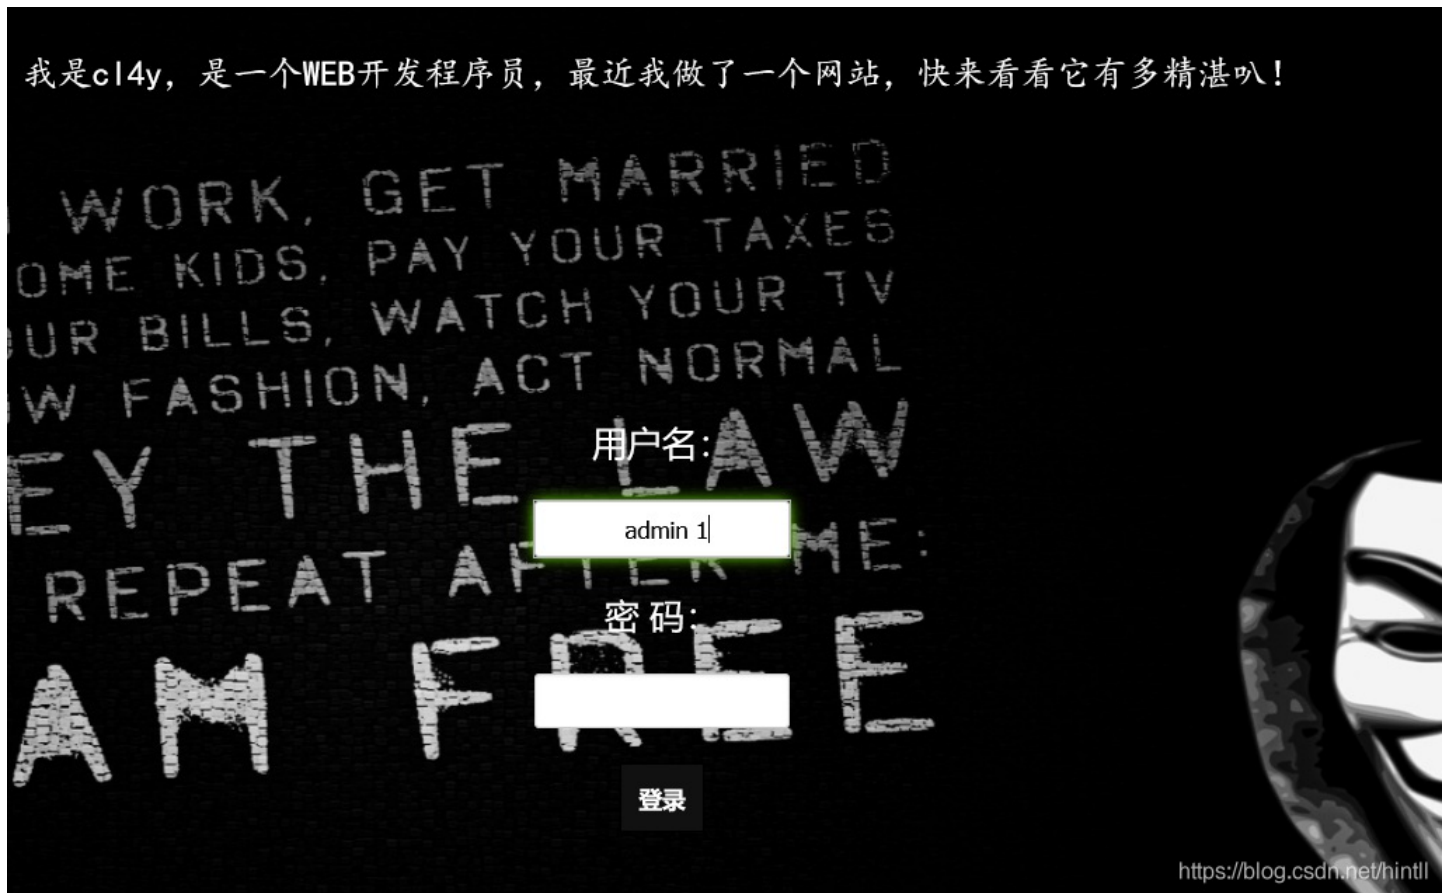 我是cl4y，是一个WEB开发程序员，最近我做了一个网站，快来看看它有多精湛叭！
WORK, GET MARRIED
OME KIDS, PAY YOUR TAXES
OUR BILLS, WATCH YOUR TV
OW FASHION, ACT NORMAL
EY THE LAW
REPEAT AFTER ME:
AM FREE
用户名：
admin 1
密 码：
登录
https://blog.csdn.net/hintll